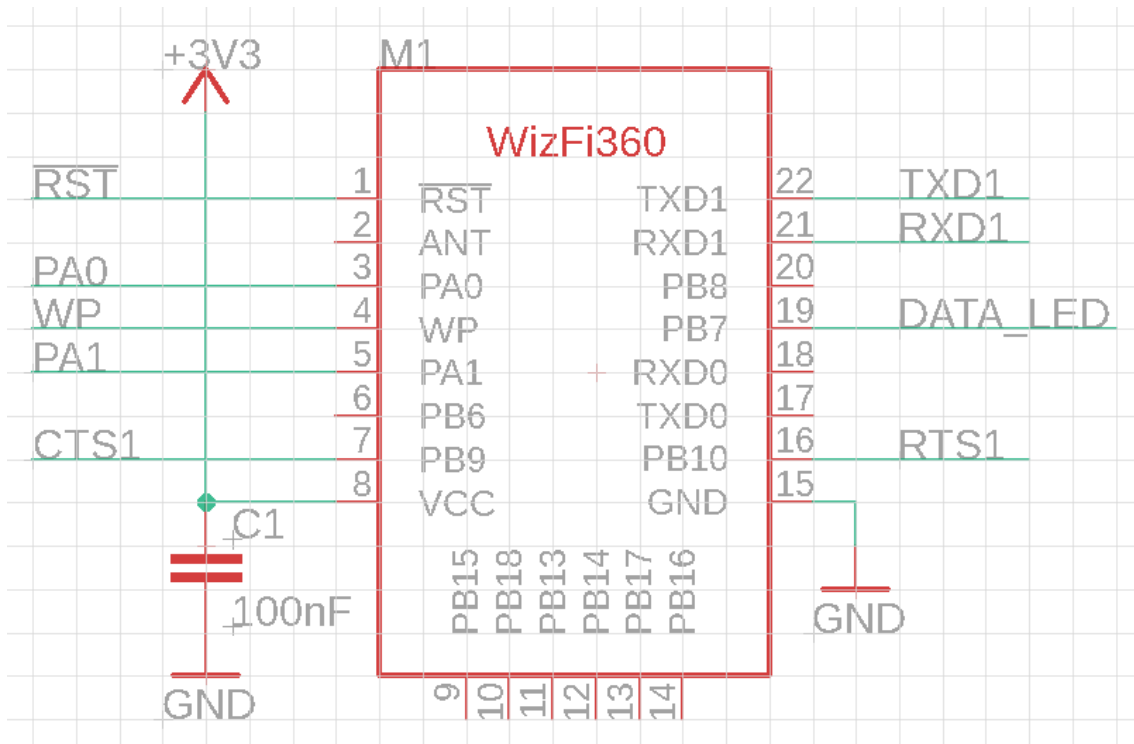 +3V3
M1
WizFi360
RST 1 RST TXD1 22 TXD1
2 ANT RXD1 21 RXD1
PA0 3 PA0 PB8 20
WP 4 WP PB7 19 DATA_LED
PA1 5 PA1 RXD0 18
6 PB6 TXD0 17
CTS1 7 PB9 PB10 16 RTS1
8 VCC GND 15
C1
100nF
GND
PB15 PB18 PB13 PB14 PB17 PB16
9 10 11 12 13 14
GND